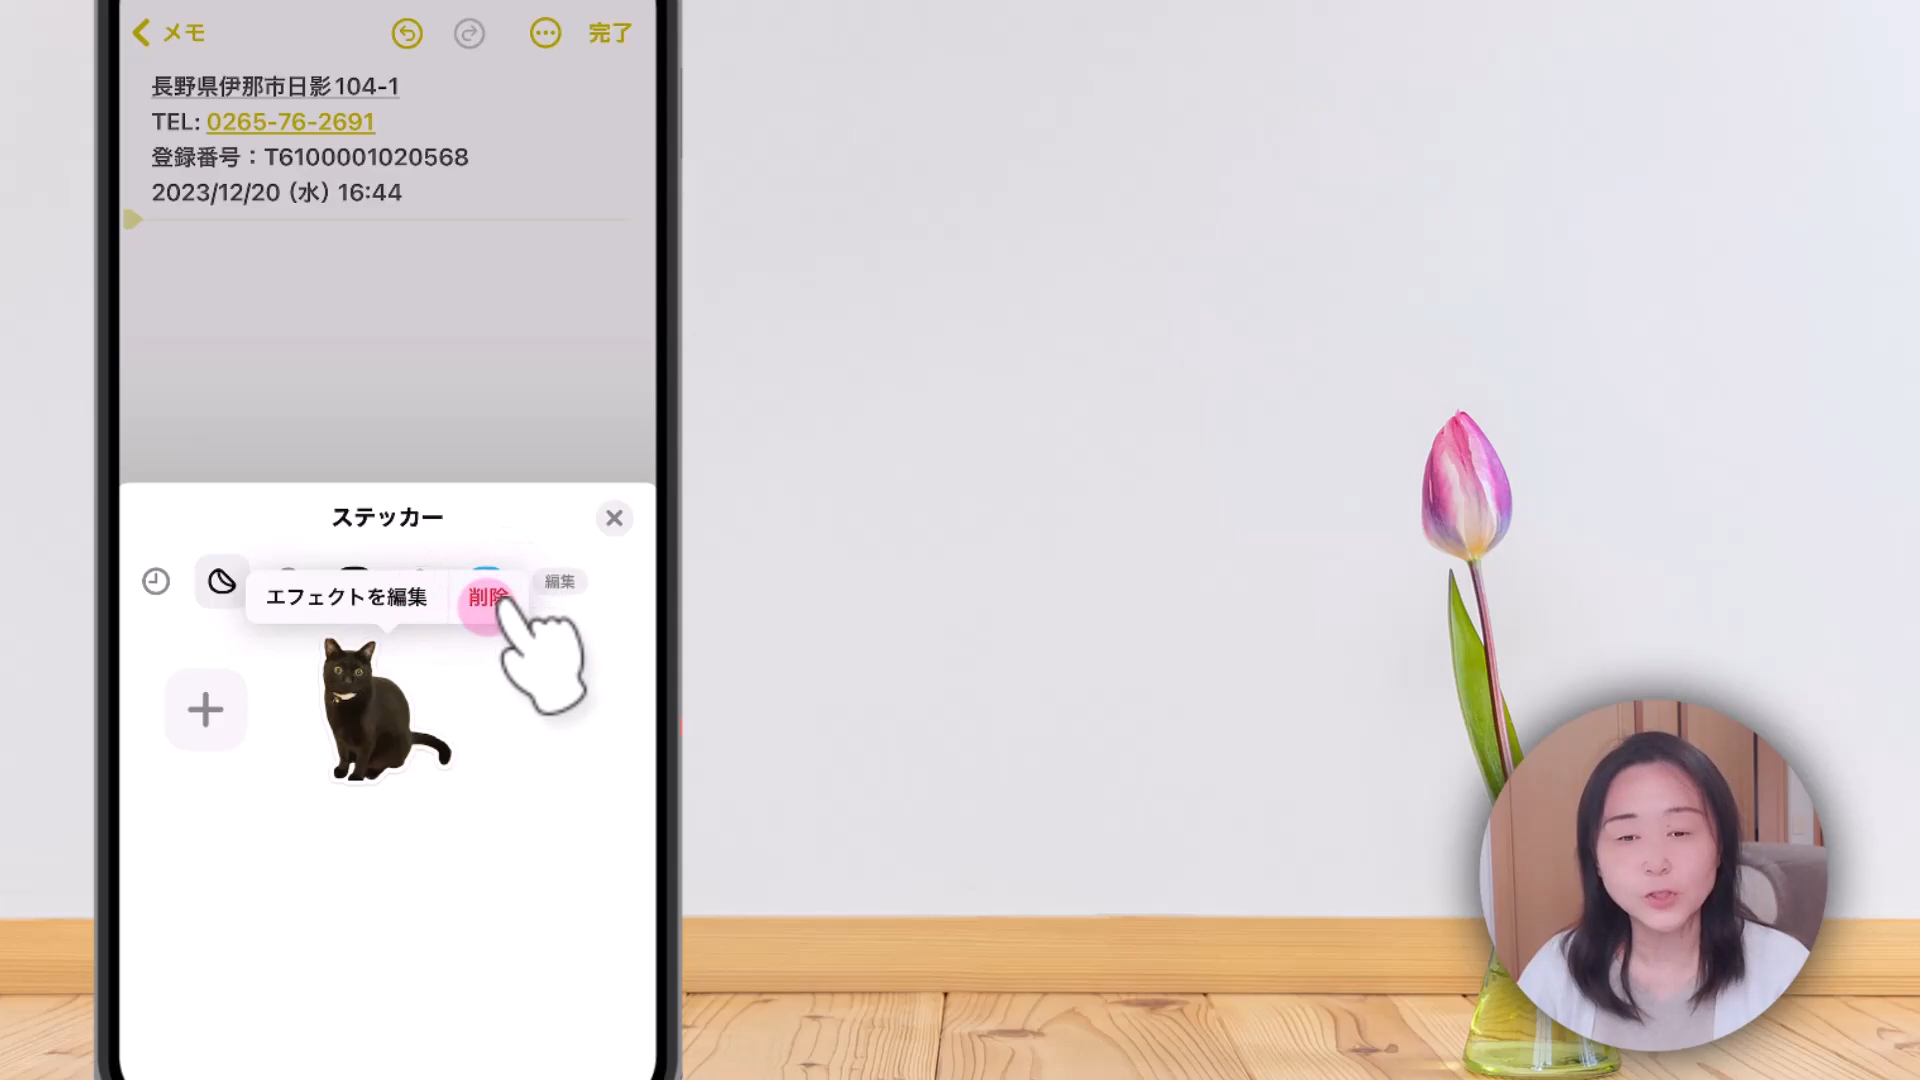 メモ
完了
長野県伊那市日影104-1
TEL: 0265-76-2691
登録番号：T6100001020568
2023/12/20（水）16:44
ステッカー
エフェクトを編集
削除
編集